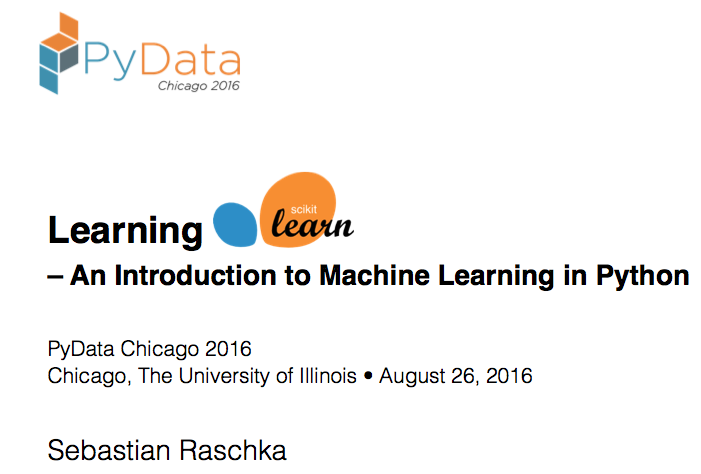 PyData
Chicago 2016
Learning scikit learn
– An Introduction to Machine Learning in Python
PyData Chicago 2016
Chicago, The University of Illinois • August 26, 2016
Sebastian Raschka